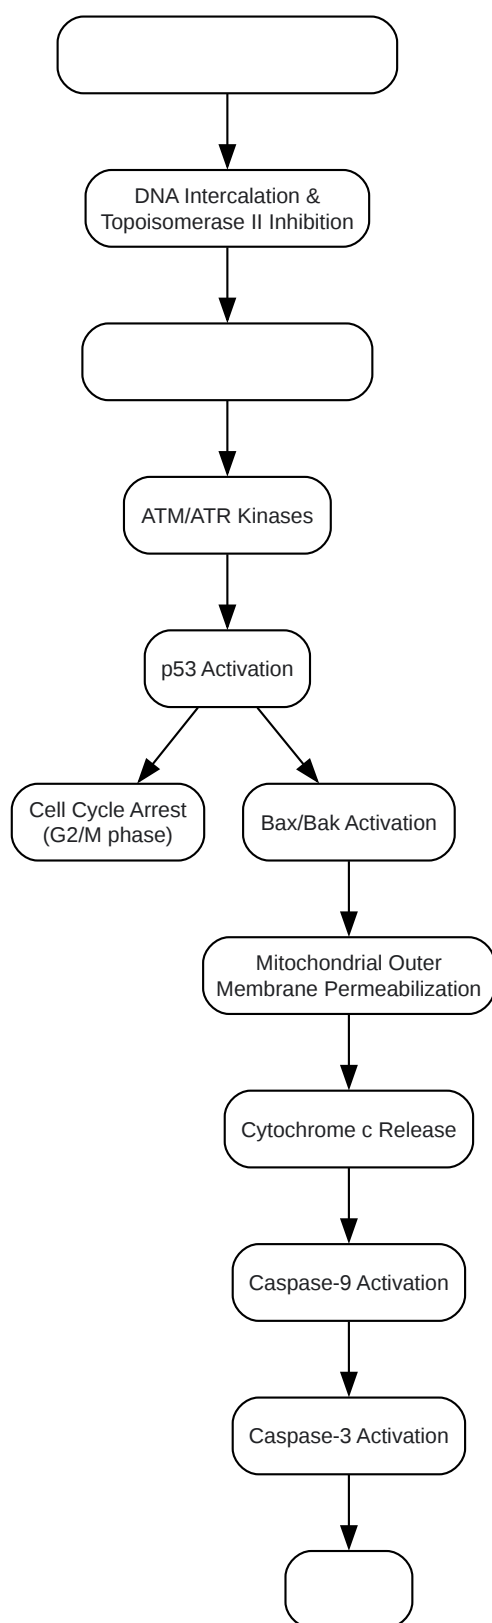 DNA Intercalation &
Topoisomerase II Inhibition
ATM/ATR Kinases
p53 Activation
Cell Cycle Arrest
(G2/M phase)
Bax/Bak Activation
Mitochondrial Outer
Membrane Permeabilization
Cytochrome c Release
Caspase-9 Activation
Caspase-3 Activation